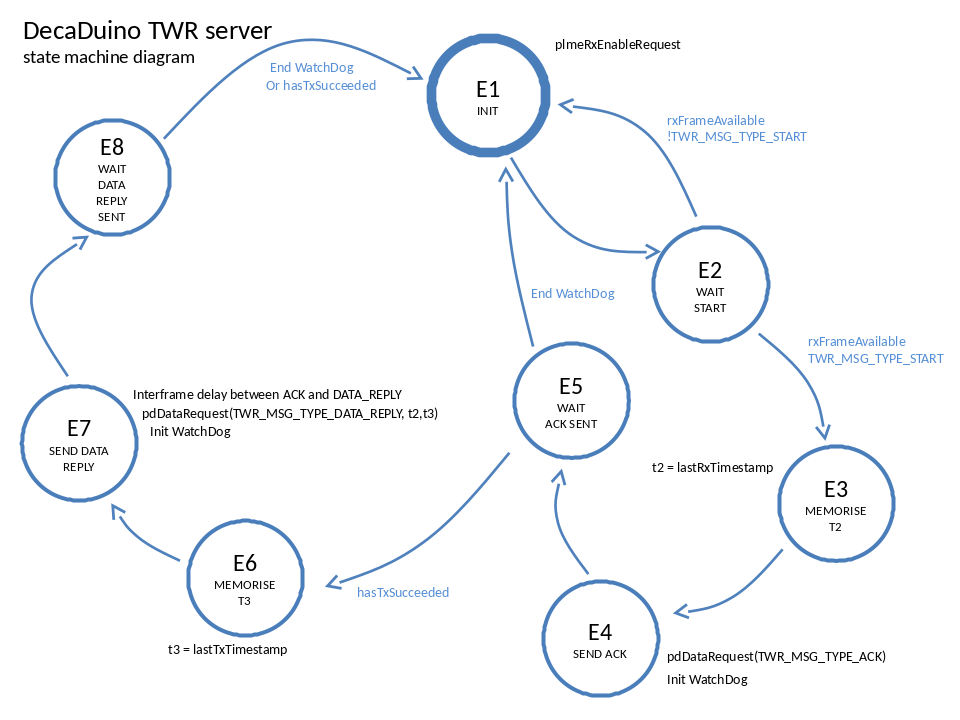 DecaDuino TWR server
state machine diagram
End WatchDog
Or hasTxSucceeded
E1
INIT
plmeRxEnableRequest
rxFrameAvailable
!TWR_MSG_TYPE_START
E8
WAIT
DATA
REPLY
SENT
E2
WAIT
START
End WatchDog
rxFrameAvailable
TWR_MSG_TYPE_START
E5
WAIT
ACK SENT
Interframe delay between ACK and DATA_REPLY
pdDataRequest(TWR_MSG_TYPE_DATA_REPLY, t2,t3)
Init WatchDog
E7
SEND DATA
REPLY
t2 = lastRxTimestamp
E3
MEMORISE
T2
E6
MEMORISE
T3
hasTxSucceeded
t3 = lastTxTimestamp
E4
SEND ACK
pdDataRequest(TWR_MSG_TYPE_ACK)
Init WatchDog